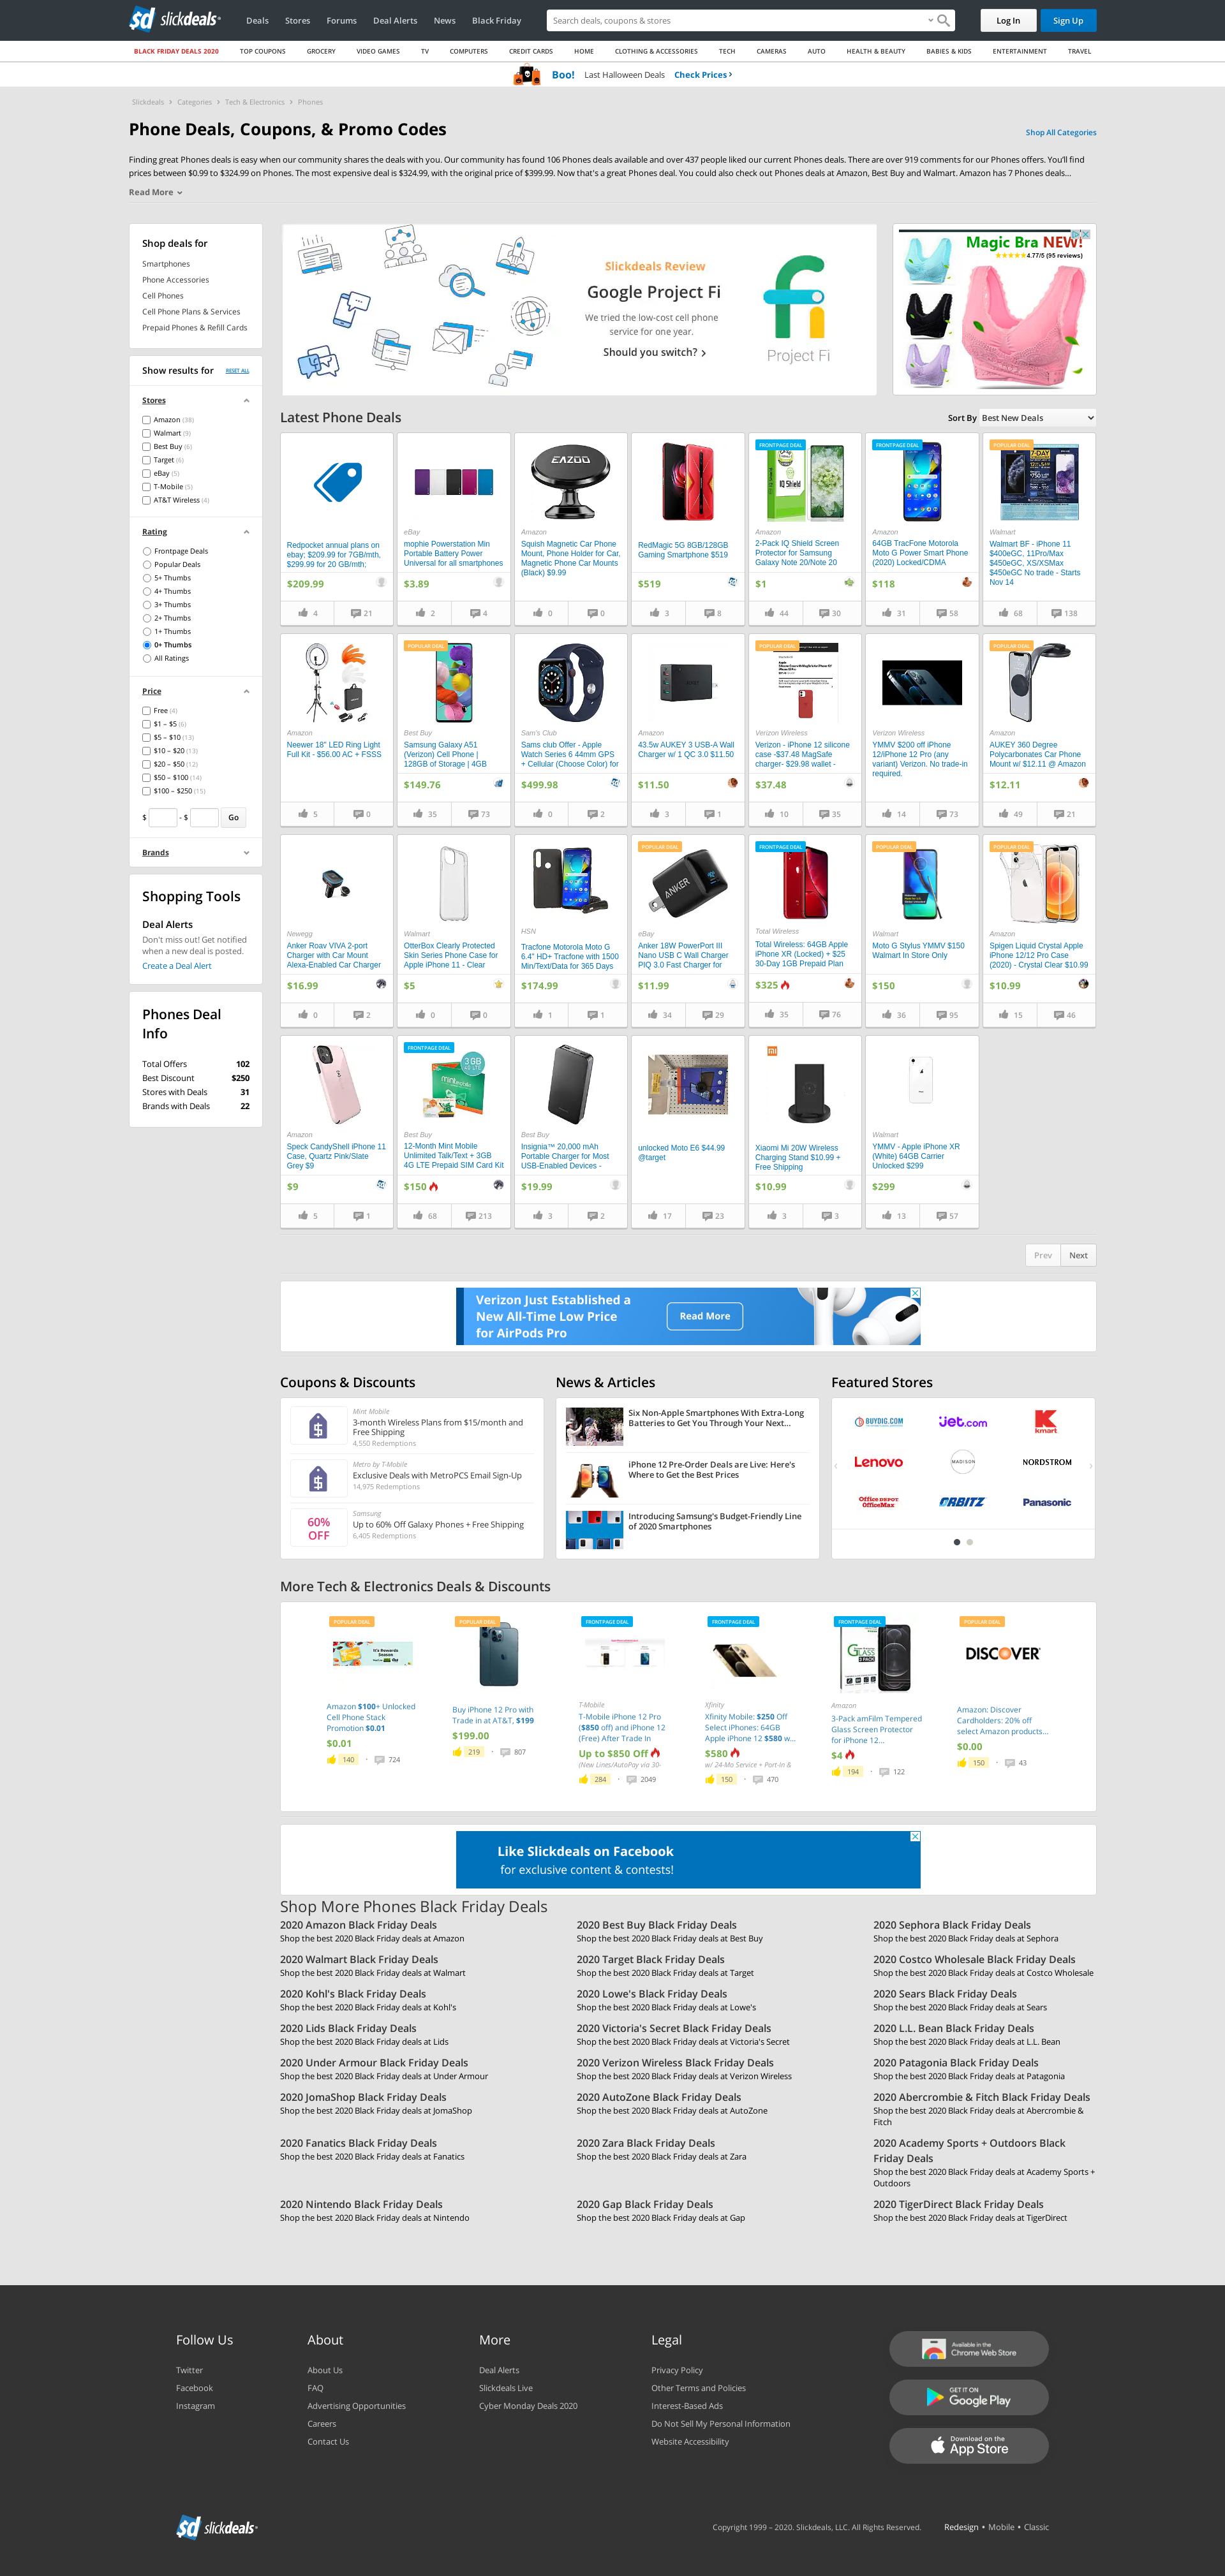 slickdeals
Deals
Stores
Forums
Deal Alerts
News
Black Friday
Search deals, coupons & stores
Log In
Sign Up
BLACK FRIDAY DEALS 2020
TOP COUPONS
GROCERY
VIDEO GAMES
TV
COMPUTERS
CREDIT CARDS
HOME
CLOTHING & ACCESSORIES
TECH
CAMERAS
AUTO
HEALTH & BEAUTY
BABIES & KIDS
ENTERTAINMENT
TRAVEL
Boo! Last Halloween Deals Check Prices
Slickdeals > Categories > Tech & Electronics > Phones
Phone Deals, Coupons, & Promo Codes
Shop All Categories
Finding great Phones deals is easy when our community shares the deals with you. Our community has found 106 Phones deals available and over 437 people liked our current Phones deals. There are over 919 comments for our Phones offers. You'll find
prices between $0.99 to $324.99 on Phones. The most expensive deal is $324.99, with the original price of $399.99. Now that's a great Phones deal. You could also check out Phones deals at Amazon, Best Buy and Walmart. Amazon has 7 Phones deals...
Read More
Shop deals for
Smartphones
Phone Accessories
Cell Phones
Cell Phone Plans & Services
Prepaid Phones & Refill Cards
Show results for
RESET ALL
Stores
Amazon (38)
Walmart (9)
Best Buy (6)
Target (6)
eBay (5)
T-Mobile (5)
AT&T Wireless (4)
Rating
Frontpage Deals
Popular Deals
5+ Thumbs
4+ Thumbs
3+ Thumbs
2+ Thumbs
1+ Thumbs
0+ Thumbs
All Ratings
Price
Free (4)
$1 – $5 (6)
$5 – $10 (13)
$10 – $20 (13)
$20 – $50 (12)
$50 – $100 (14)
$100 – $250 (15)
$ - $ Go
Brands
Shopping Tools
Deal Alerts
Don't miss out! Get notified
when a new deal is posted.
Create a Deal Alert
Phones Deal
Info
Total Offers 102
Best Discount $250
Stores with Deals 31
Brands with Deals 22
Slickdeals Review
Google Project Fi
We tried the low-cost cell phone
service for one year.
Should you switch? >
Project Fi
Magic Bra NEW!
4.77/5 (95 reviews)
Latest Phone Deals
Sort By Best New Deals
Redpocket annual plans on
ebay; $209.99 for 7GB/mth,
$299.99 for 20 GB/mth;
$209.99
4 21
eBay
mophie Powerstation Min
Portable Battery Power
Universal for all smartphones
$3.89
2 4
EAZOO
Amazon
Squish Magnetic Car Phone
Mount, Phone Holder for Car,
Magnetic Phone Car Mounts
(Black) $9.99
0 0
RedMagic 5G 8GB/128GB
Gaming Smartphone $519
$519
3 8
FRONTPAGE DEAL
IQ Shield
Amazon
2-Pack IQ Shield Screen
Protector for Samsung
Galaxy Note 20/Note 20
$1
44 30
FRONTPAGE DEAL
Amazon
64GB TracFone Motorola
Moto G Power Smart Phone
(2020) Locked/CDMA
$118
31 58
POPULAR DEAL
Walmart
Walmart BF - iPhone 11
$400eGC, 11Pro/Max
$450eGC, XS/XSMax
$450eGC No trade - Starts
Nov 14
68 138
Amazon
Neewer 18" LED Ring Light
Full Kit - $56.00 AC + FSSS
5 0
POPULAR DEAL
Best Buy
Samsung Galaxy A51
(Verizon) Cell Phone |
128GB of Storage | 4GB
$149.76
35 73
Sam's Club
Sams club Offer - Apple
Watch Series 6 44mm GPS
+ Cellular (Choose Color) for
$499.98
0 2
Amazon
43.5w AUKEY 3 USB-A Wall
Charger w/ 1 QC 3.0 $11.50
$11.50
3 1
POPULAR DEAL
Verizon Wireless
Verizon - iPhone 12 silicone
case -$37.48 MagSafe
charger- $29.98 wallet -
$37.48
10 35
Verizon Wireless
YMMV $200 off iPhone
12/iPhone 12 Pro (any
variant) Verizon. No trade-in
required.
14 73
POPULAR DEAL
Amazon
AUKEY 360 Degree
Polycarbonates Car Phone
Mount w/ $12.11 @ Amazon
$12.11
49 21
Newegg
Anker Roav VIVA 2-port
Charger with Car Mount
Alexa-Enabled Car Charger
$16.99
0 2
Walmart
OtterBox Clearly Protected
Skin Series Phone Case for
Apple iPhone 11 - Clear
$5
0 0
HSN
Tracfone Motorola Moto G
6.4" HD+ Tracfone with 1500
Min/Text/Data for 365 Days
$174.99
1 1
POPULAR DEAL
ANKER
eBay
Anker 18W PowerPort III
Nano USB C Wall Charger
PIQ 3.0 Fast Charger for
$11.99
34 29
FRONTPAGE DEAL
Total Wireless
Total Wireless: 64GB Apple
iPhone XR (Locked) + $25
30-Day 1GB Prepaid Plan
$325
35 76
POPULAR DEAL
Walmart
Moto G Stylus YMMV $150
Walmart In Store Only
$150
36 95
POPULAR DEAL
Amazon
Spigen Liquid Crystal Apple
iPhone 12/12 Pro Case
(2020) - Crystal Clear $10.99
$10.99
15 46
Amazon
Speck CandyShell iPhone 11
Case, Quartz Pink/Slate
Grey $9
$9
5 1
FRONTPAGE DEAL
3GB
mintmobile
Best Buy
12-Month Mint Mobile
Unlimited Talk/Text + 3GB
4G LTE Prepaid SIM Card Kit
$150
68 213
Best Buy
Insignia™ 20,000 mAh
Portable Charger for Most
USB-Enabled Devices -
$19.99
3 2
unlocked Moto E6 $44.99
@target
17 23
Xiaomi Mi 20W Wireless
Charging Stand $10.99 +
Free Shipping
$10.99
3 3
Walmart
YMMV - Apple iPhone XR
(White) 64GB Carrier
Unlocked $299
$299
13 57
Prev Next
Verizon Just Established a
New All-Time Low Price
for AirPods Pro
Read More
Coupons & Discounts
Mint Mobile
3-month Wireless Plans from $15/month and
Free Shipping
4,550 Redemptions
Metro by T-Mobile
Exclusive Deals with MetroPCS Email Sign-Up
14,975 Redemptions
60%
OFF
Samsung
Up to 60% Off Galaxy Phones + Free Shipping
6,405 Redemptions
News & Articles
Six Non-Apple Smartphones With Extra-Long
Batteries to Get You Through Your Next...
iPhone 12 Pre-Order Deals are Live: Here's
Where to Get the Best Prices
Introducing Samsung's Budget-Friendly Line
of 2020 Smartphones
Featured Stores
BUYDIG.COM
Jet.com
kmart
Lenovo
MADISON
NORDSTROM
Office DEPOT
OfficeMax
ORBITZ
Panasonic
More Tech & Electronics Deals & Discounts
POPULAR DEAL
Amazon $100+ Unlocked
Cell Phone Stack
Promotion $0.01
$0.01
140 724
POPULAR DEAL
Buy iPhone 12 Pro with
Trade in at AT&T, $199
$199.00
219 807
FRONTPAGE DEAL
T-Mobile
T-Mobile iPhone 12 Pro
($850 off) and iPhone 12
(Free) After Trade In
Up to $850 Off
(New Lines/AutoPay via 30-
284 2049
FRONTPAGE DEAL
Xfinity
Xfinity Mobile: $250 Off
Select iPhones: 64GB
Apple iPhone 12 $580 w...
$580
w/ 24-Mo Service + Port-In &
150 470
FRONTPAGE DEAL
GLASS
Amazon
3-Pack amFilm Tempered
Glass Screen Protector
for iPhone 12...
$4
194 122
POPULAR DEAL
DISCOVER
Amazon: Discover
Cardholders: 20% off
select Amazon products...
$0.00
150 43
Like Slickdeals on Facebook
for exclusive content & contests!
Shop More Phones Black Friday Deals
2020 Amazon Black Friday Deals
Shop the best 2020 Black Friday deals at Amazon
2020 Best Buy Black Friday Deals
Shop the best 2020 Black Friday deals at Best Buy
2020 Sephora Black Friday Deals
Shop the best 2020 Black Friday deals at Sephora
2020 Walmart Black Friday Deals
Shop the best 2020 Black Friday deals at Walmart
2020 Target Black Friday Deals
Shop the best 2020 Black Friday deals at Target
2020 Costco Wholesale Black Friday Deals
Shop the best 2020 Black Friday deals at Costco Wholesale
2020 Kohl's Black Friday Deals
Shop the best 2020 Black Friday deals at Kohl's
2020 Lowe's Black Friday Deals
Shop the best 2020 Black Friday deals at Lowe's
2020 Sears Black Friday Deals
Shop the best 2020 Black Friday deals at Sears
2020 Lids Black Friday Deals
Shop the best 2020 Black Friday deals at Lids
2020 Victoria's Secret Black Friday Deals
Shop the best 2020 Black Friday deals at Victoria's Secret
2020 L.L. Bean Black Friday Deals
Shop the best 2020 Black Friday deals at L.L. Bean
2020 Under Armour Black Friday Deals
Shop the best 2020 Black Friday deals at Under Armour
2020 Verizon Wireless Black Friday Deals
Shop the best 2020 Black Friday deals at Verizon Wireless
2020 Patagonia Black Friday Deals
Shop the best 2020 Black Friday deals at Patagonia
2020 JomaShop Black Friday Deals
Shop the best 2020 Black Friday deals at JomaShop
2020 AutoZone Black Friday Deals
Shop the best 2020 Black Friday deals at AutoZone
2020 Abercrombie & Fitch Black Friday Deals
Shop the best 2020 Black Friday deals at Abercrombie &
Fitch
2020 Fanatics Black Friday Deals
Shop the best 2020 Black Friday deals at Fanatics
2020 Zara Black Friday Deals
Shop the best 2020 Black Friday deals at Zara
2020 Academy Sports + Outdoors Black
Friday Deals
Shop the best 2020 Black Friday deals at Academy Sports +
Outdoors
2020 Nintendo Black Friday Deals
Shop the best 2020 Black Friday deals at Nintendo
2020 Gap Black Friday Deals
Shop the best 2020 Black Friday deals at Gap
2020 TigerDirect Black Friday Deals
Shop the best 2020 Black Friday deals at TigerDirect
Follow Us
Twitter
Facebook
Instagram
About
About Us
FAQ
Advertising Opportunities
Careers
Contact Us
More
Deal Alerts
Slickdeals Live
Cyber Monday Deals 2020
Legal
Privacy Policy
Other Terms and Policies
Interest-Based Ads
Do Not Sell My Personal Information
Website Accessibility
Available in the
Chrome Web Store
GET IT ON
Google Play
Download on the
App Store
slickdeals
Copyright 1999 – 2020. Slickdeals, LLC. All Rights Reserved.
Redesign • Mobile • Classic